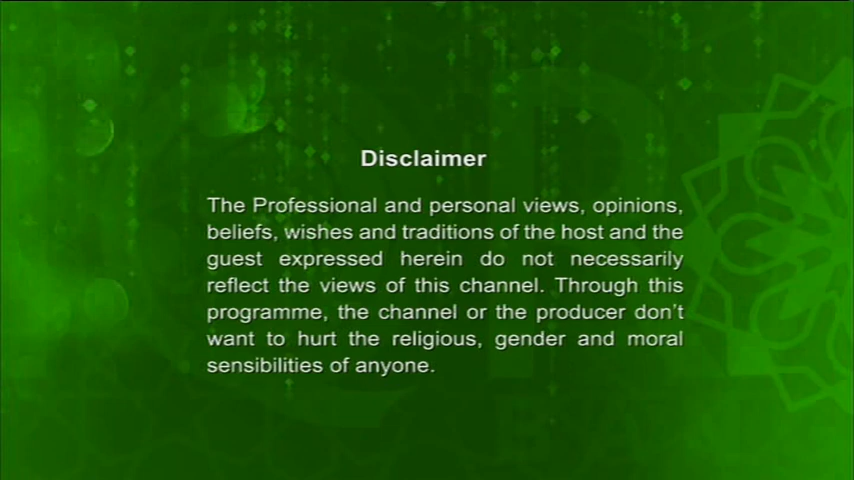 Disclaimer
The Professional and personal views, opinions,
beliefs, wishes and traditions of the host and the
guest expressed herein do not necessarily
reflect the views of this channel. Through this
programme, the channel or the producer don't
want to hurt the religious, gender and moral
sensibilities of anyone.